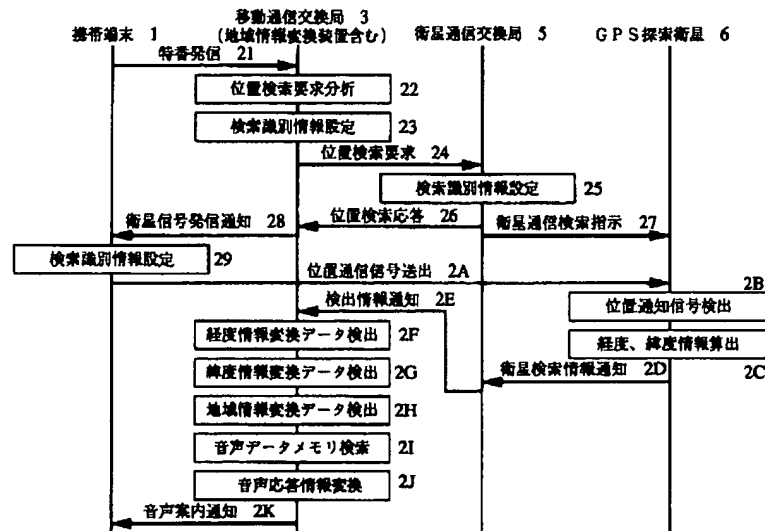 携帯端末 1
移動通信交換局 3
(地域情報変換装置含む)
衛星通信交換局 5
GPS探索衛星 6
特番発信 21
位置検索要求分析 22
検索識別情報設定 23
位置検索要求 24
検索識別情報設定 25
衛星信号発信通知 28
位置検索応答 26
衛星通信検索指示 27
検索識別情報設定 29
位置通信信号送出 2A
2B
検出情報通知 2E
位置通知信号検出
経度情報変換データ検出 2F
経度、緯度情報算出
緯度情報変換データ検出 2G
衛星検索情報通知 2D
2C
地域情報変換データ検出 2H
音声データメモリ検索 2I
音声応答情報変換 2J
音声案内通知 2K